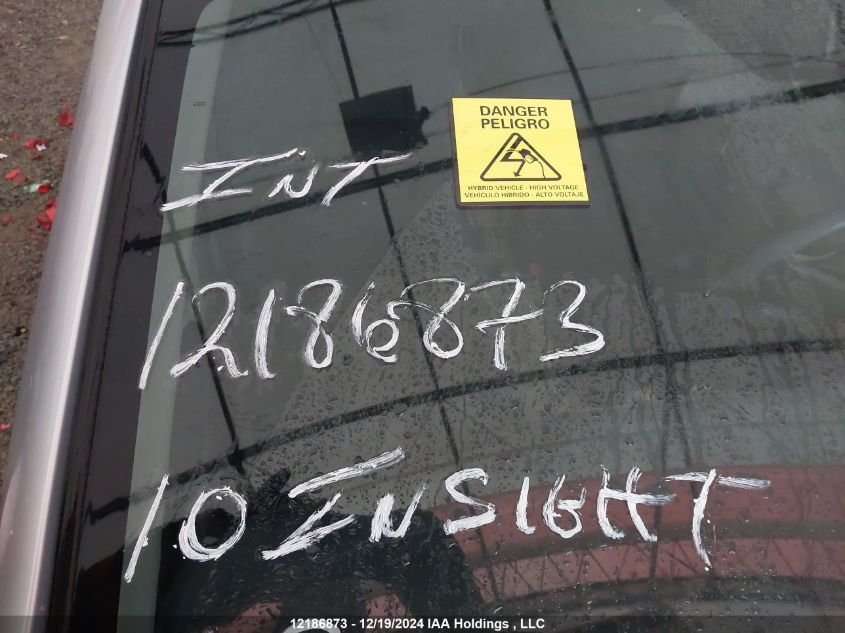 DANGER
PELIGRO
HYBRID VEHICLE - HIGH VOLTAGE
VEHÍCULO HÍBRIDO - ALTO VOLTAJE
INT
12186873
10 INSIGHT
12186873 - 12/19/2024 IAA Holdings , LLC